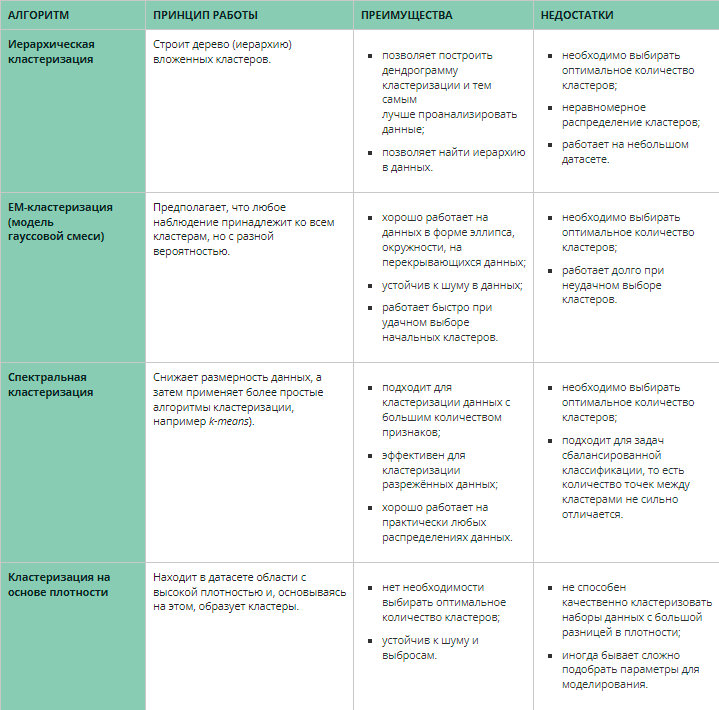 АЛГОРИТМ
ПРИНЦИП РАБОТЫ
ПРЕИМУЩЕСТВА
НЕДОСТАТКИ
Иерархическая
кластеризация
Строит дерево (иерархию)
вложенных кластеров.
▪ позволяет построить
дендрограмму
кластеризации и тем
самым
лучше проанализировать
данные;
▪ позволяет найти иерархию
в данных.
▪ необходимо выбирать
оптимальное количество
кластеров;
▪ неравномерное
распределение кластеров;
▪ работает на небольшом
датасете.
EM-кластеризация
(модель
гауссовой смеси)
Предполагает, что любое
наблюдение принадлежит ко всем
кластерам, но с разной
вероятностью.
▪ хорошо работает на
данных в форме эллипса,
окружности, на
перекрывающихся данных;
▪ устойчив к шуму в данных;
▪ работает быстро при
удачном выборе
начальных кластеров.
▪ необходимо выбирать
оптимальное количество
кластеров;
▪ работает долго при
неудачном выборе
кластеров.
Спектральная
кластеризация
Снижает размерность данных, а
затем применяет более простые
алгоритмы кластеризации,
например k-means).
▪ подходит для
кластеризации данных с
большим количеством
признаков;
▪ эффективен для
кластеризации
разрежённых данных;
▪ хорошо работает на
практически любых
распределениях данных.
▪ необходимо выбирать
оптимальное количество
кластеров;
▪ подходит для задач
сбалансированной
классификации, то есть
количество точек между
кластерами не сильно
отличается.
Кластеризация на
основе плотности
Находит в датасете области с
высокой плотностью и, основываясь
на этом, образует кластеры.
▪ нет необходимости
выбирать оптимальное
количество кластеров;
▪ устойчив к шуму и
выбросам.
▪ не способен
качественно кластеризовать
наборы данных с большой
разницей в плотности;
▪ иногда бывает сложно
подобрать параметры для
моделирования.